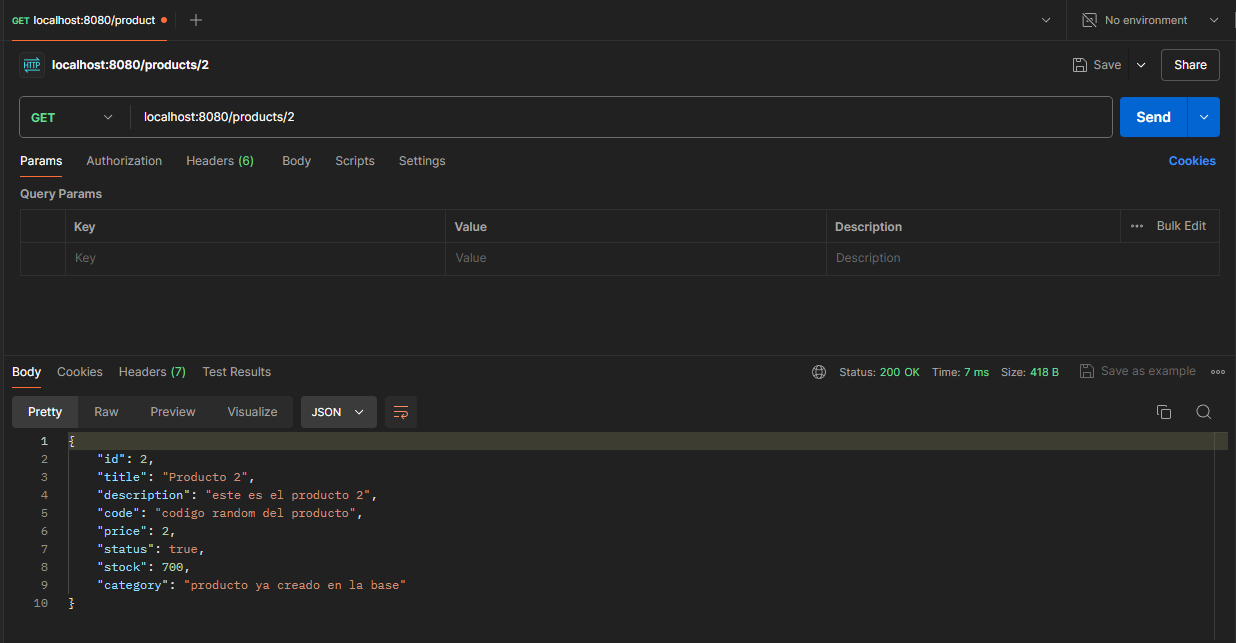 GET localhost:8080/product
No environment
HTTP localhost:8080/products/2
Save
Share
GET localhost:8080/products/2
Send
Params Authorization Headers (6) Body Scripts Settings Cookies
Query Params
Key Value Description Bulk Edit
Key Value Description
Body Cookies Headers (7) Test Results Status: 200 OK Time: 7 ms Size: 418 B Save as example
Pretty Raw Preview Visualize JSON
1 {
2 "id": 2,
3 "title": "Producto 2",
4 "description": "este es el producto 2",
5 "code": "codigo random del producto",
6 "price": 2,
7 "status": true,
8 "stock": 700,
9 "category": "producto ya creado en la base"
10 }